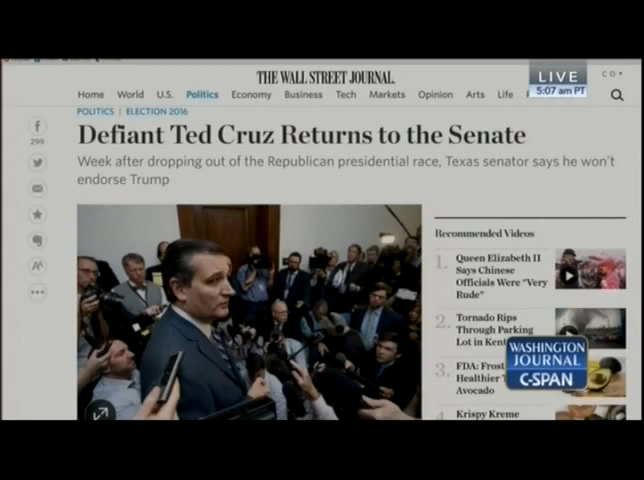 THE WALL STREET JOURNAL.
LIVE
5:07 am PT
Home World U.S. Politics Economy Business Tech Markets Opinion Arts Life
POLITICS | ELECTION 2016
Defiant Ted Cruz Returns to the Senate
Week after dropping out of the Republican presidential race, Texas senator says he won't
endorse Trump
299
Recommended Videos
1. Queen Elizabeth II
Says Chinese
Officials Were "Very
Rude"
2. Tornado Rips
Through Parking
Lot in
3. FDA:
Healthier
Avocado
4. Krispy Kreme
WASHINGTON
JOURNAL
C-SPAN